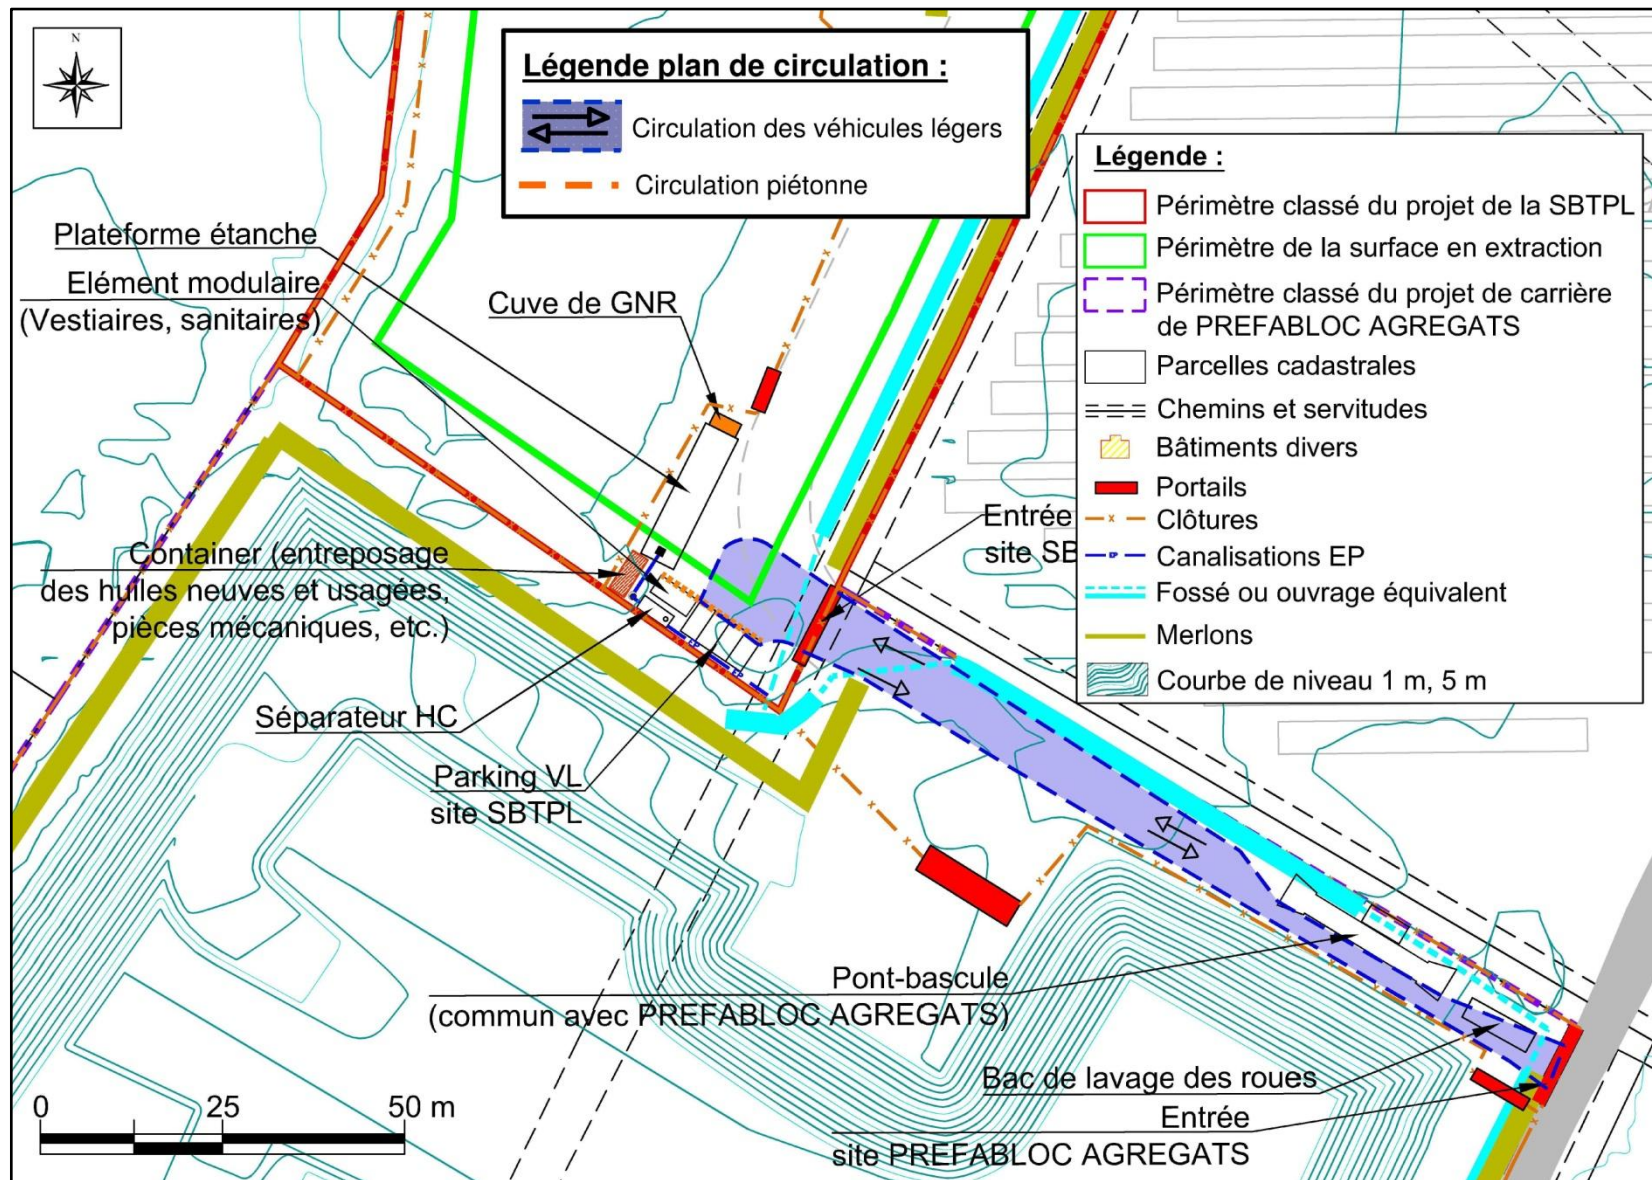 N
Légende plan de circulation :
Circulation des véhicules légers
Circulation piétonne
Légende :
Périmètre classé du projet de la SBTPL
Périmètre de la surface en extraction
Périmètre classé du projet de carrière
de PREFABLOC AGREGATS
Parcelles cadastrales
Chemins et servitudes
Bâtiments divers
Portails
Clôtures
Canalisations EP
Fossé ou ouvrage équivalent
Merlons
Courbe de niveau 1 m, 5 m
Plateforme étanche
Elément modulaire
(Vestiaires, sanitaires)
Cuve de GNR
Entrée
site SB
Container (entreposage
des huiles neuves et usagées,
pièces mécaniques, etc.)
Séparateur HC
Parking VL
site SBTPL
EP
EP
Pont-bascule
(commun avec PREFABLOC AGREGATS)
Bac de lavage des roues
Entrée
site PREFABLOC AGREGATS
0 25 50 m